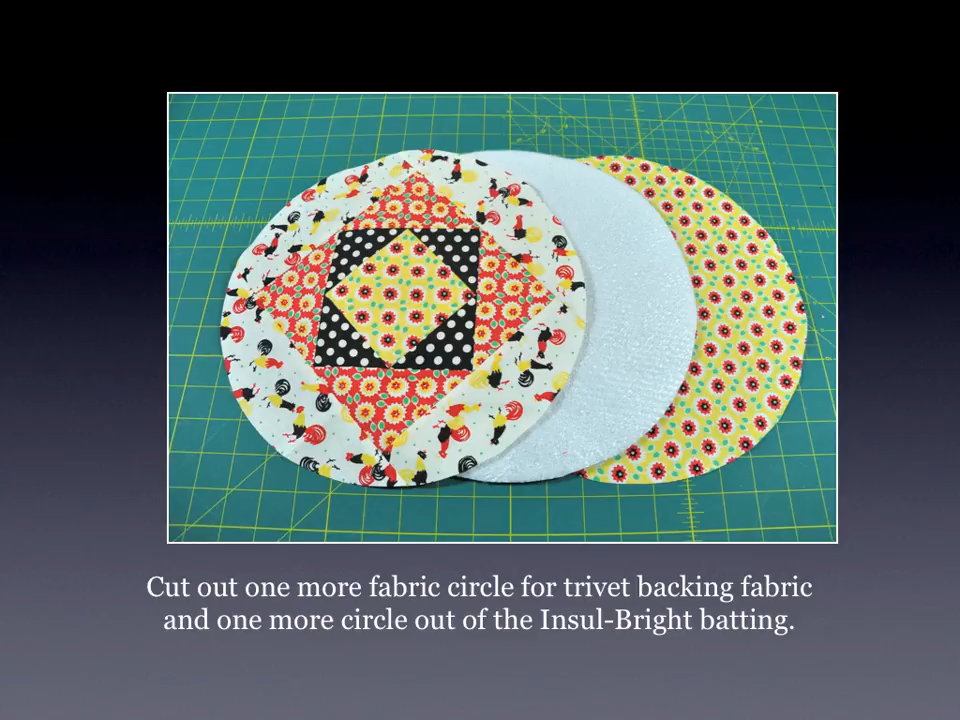 Cut out one more fabric circle for trivet backing fabric
and one more circle out of the Insul-Bright batting.